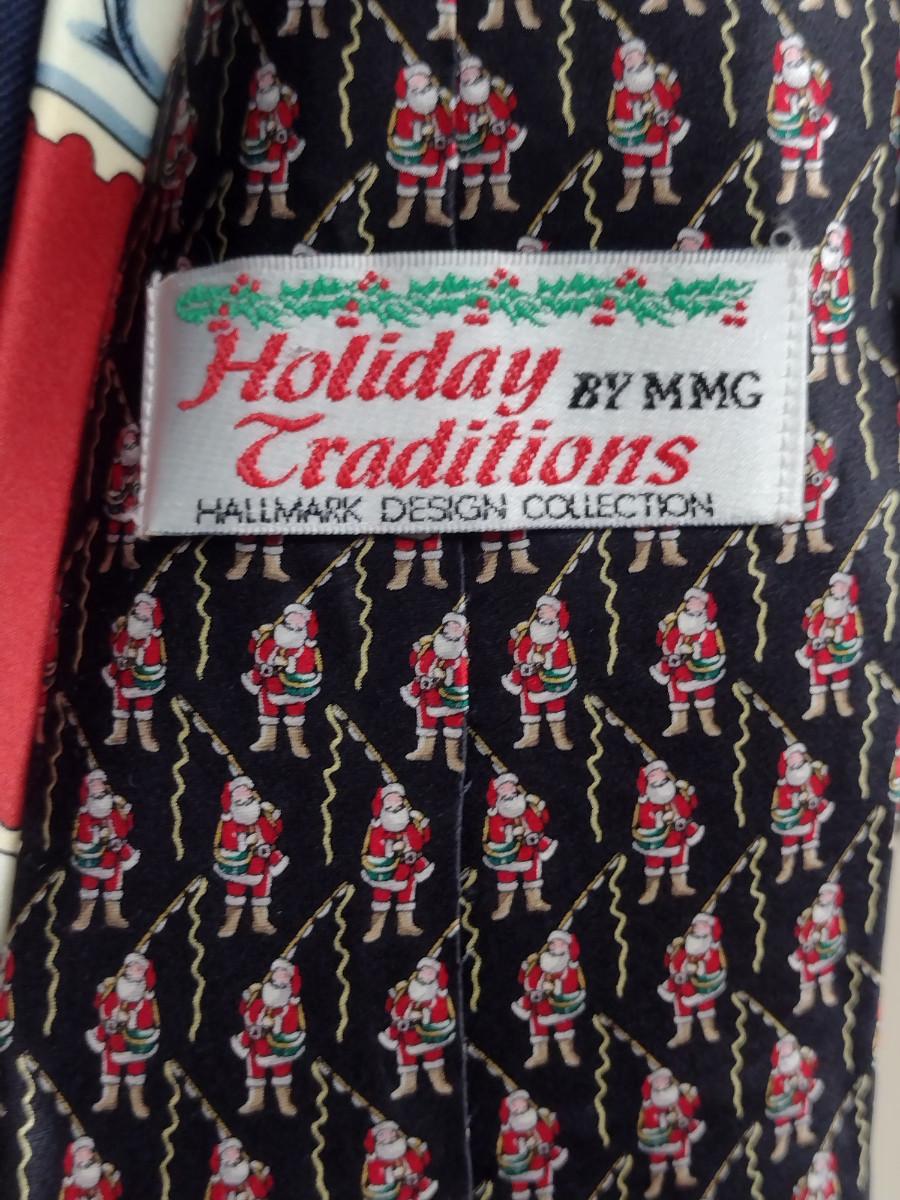 Holiday BY MMG
Traditions
HALLMARK DESIGN COLLECTION